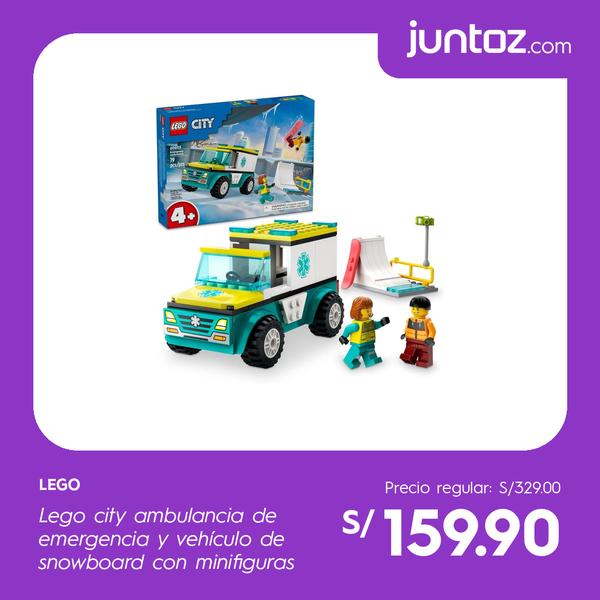 juntoz.com
LEGO CITY
79
4+
LEGO
Lego city ambulancia de
emergencia y vehículo de
snowboard con minifiguras
Precio regular: S/329.00
S/159.90